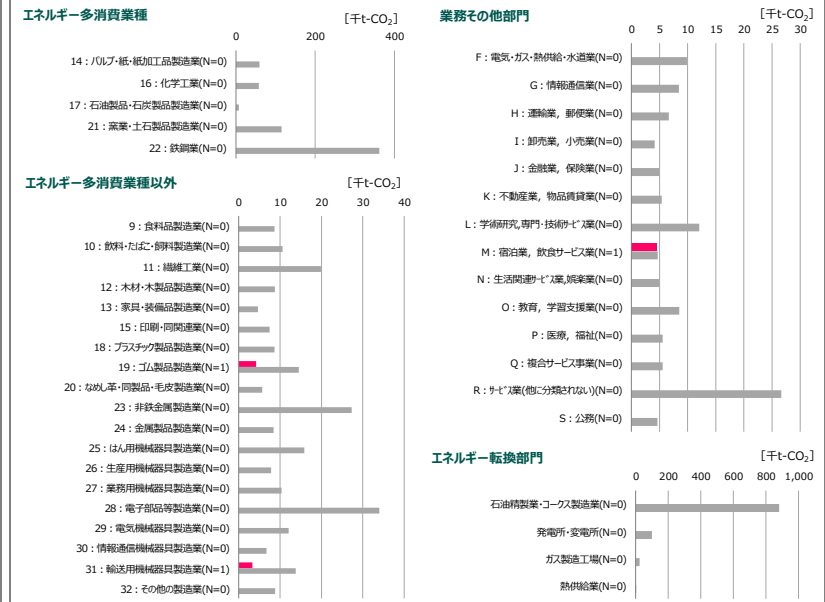 エネルギー多消費業種
[千t-CO₂]
0 200 400
14：パルプ・紙・紙加工品製造業(N=0)
16：化学工業(N=0)
17：石油製品・石炭製品製造業(N=0)
21：窯業・土石製品製造業(N=0)
22：鉄鋼業(N=0)
エネルギー多消費業種以外
[千t-CO₂]
0 10 20 30 40
9：食料品製造業(N=0)
10：飲料・たばこ・飼料製造業(N=0)
11：繊維工業(N=0)
12：木材・木製品製造業(N=0)
13：家具・装備品製造業(N=0)
15：印刷・同関連業(N=0)
18：プラスチック製品製造業(N=0)
19：ゴム製品製造業(N=1)
20：なめし革・同製品・毛皮製造業(N=0)
23：非鉄金属製造業(N=0)
24：金属製品製造業(N=0)
25：はん用機械器具製造業(N=0)
26：生産用機械器具製造業(N=0)
27：業務用機械器具製造業(N=0)
28：電子部品等製造業(N=0)
29：電気機械器具製造業(N=0)
30：情報通信機械器具製造業(N=0)
31：輸送用機械器具製造業(N=1)
32：その他の製造業(N=0)
業務その他部門
[千t-CO₂]
0 5 10 15 20 25 30
F：電気・ガス・熱供給・水道業(N=0)
G：情報通信業(N=0)
H：運輸業，郵便業(N=0)
I：卸売業，小売業(N=0)
J：金融業，保険業(N=0)
K：不動産業，物品賃貸業(N=0)
L：学術研究,専門・技術ｻｰﾋﾞｽ業(N=0)
M：宿泊業，飲食サービス業(N=1)
N：生活関連ｻｰﾋﾞｽ業,娯楽業(N=0)
O：教育，学習支援業(N=0)
P：医療，福祉(N=0)
Q：複合サービス事業(N=0)
R：ｻｰﾋﾞｽ業(他に分類されない)(N=0)
S：公務(N=0)
エネルギー転換部門
[千t-CO₂]
0 200 400 600 800 1,000
石油精製業・コークス製造業(N=0)
発電所・変電所(N=0)
ガス製造工場(N=0)
熱供給業(N=0)